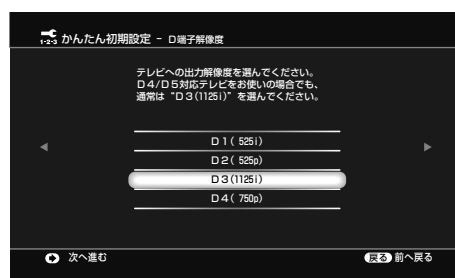 1-2-3 かんたん初期設定 - D端子解像度
テレビへの出力解像度を選んでください。
D4/D5対応テレビをお使いの場合でも、
通常は“D3(1125i)”を選んでください。
D1( 525i)
D2( 525p)
D3(1125i)
D4( 750p)
次へ進む
戻る 前へ戻る